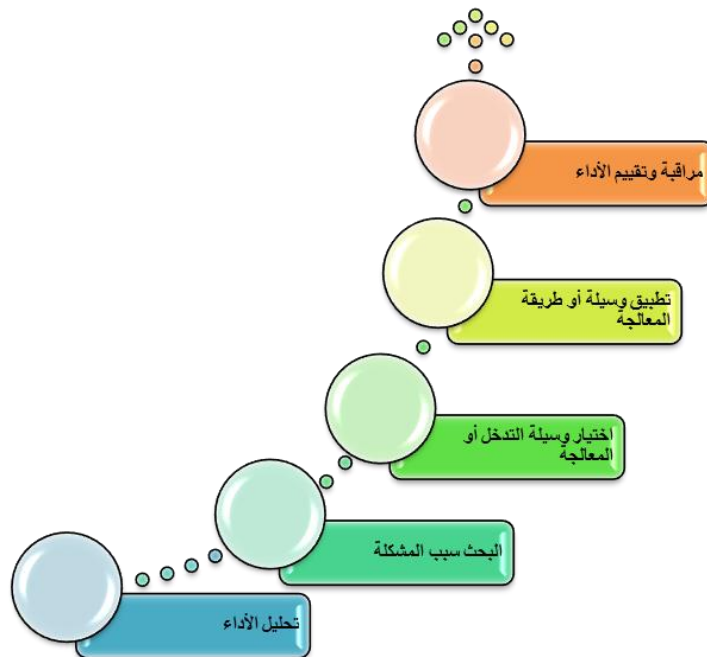 مراقبة وتقييم الأداء
تطبيق وسيلة أو طريقة
المعالجة
اختيار وسيلة التدخل أو
المعالجة
البحث سبب المشكلة
تحليل الأداء